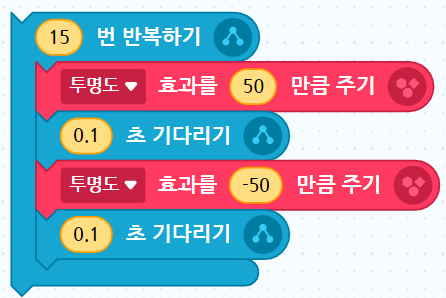 15 번 반복하기
투명도 효과를 50 만큼 주기
0.1 초 기다리기
투명도 효과를 -50 만큼 주기
0.1 초 기다리기